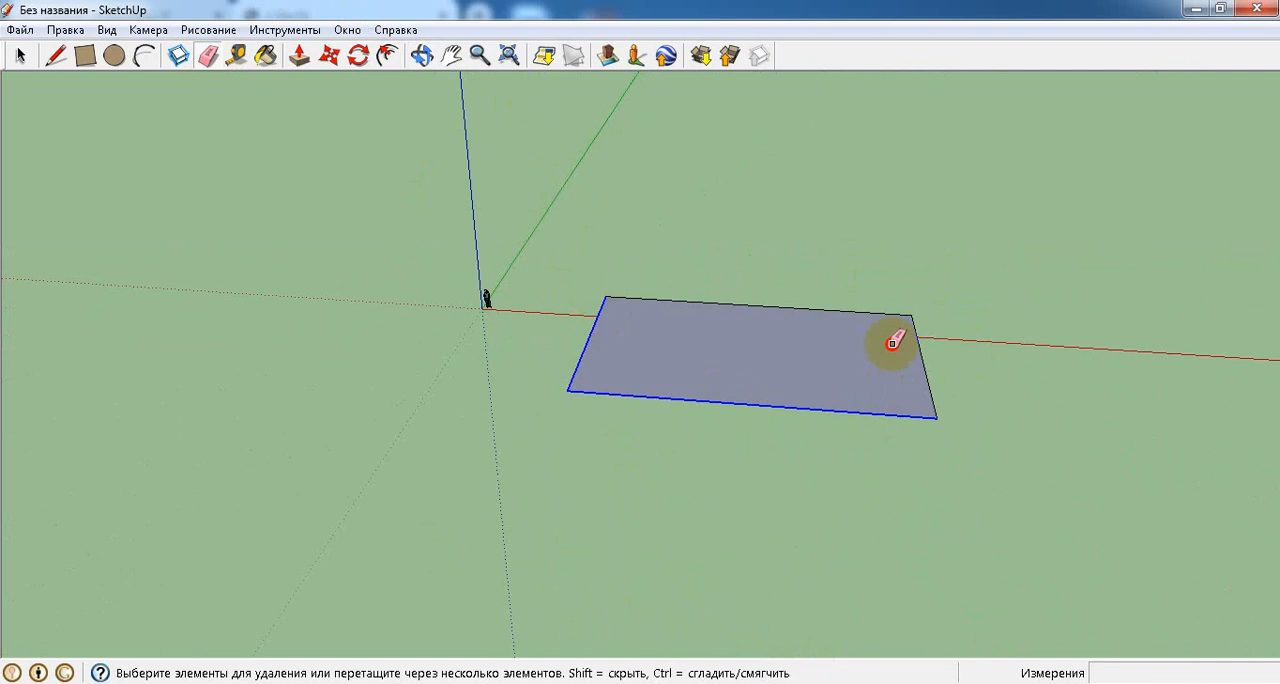 Без названия - SketchUp
Файл Правка Вид Камера Рисование Инструменты Окно Справка
Выберите элементы для удаления или перетащите через несколько элементов. Shift = скрыть, Ctrl = сгладить/смягчить Измерения